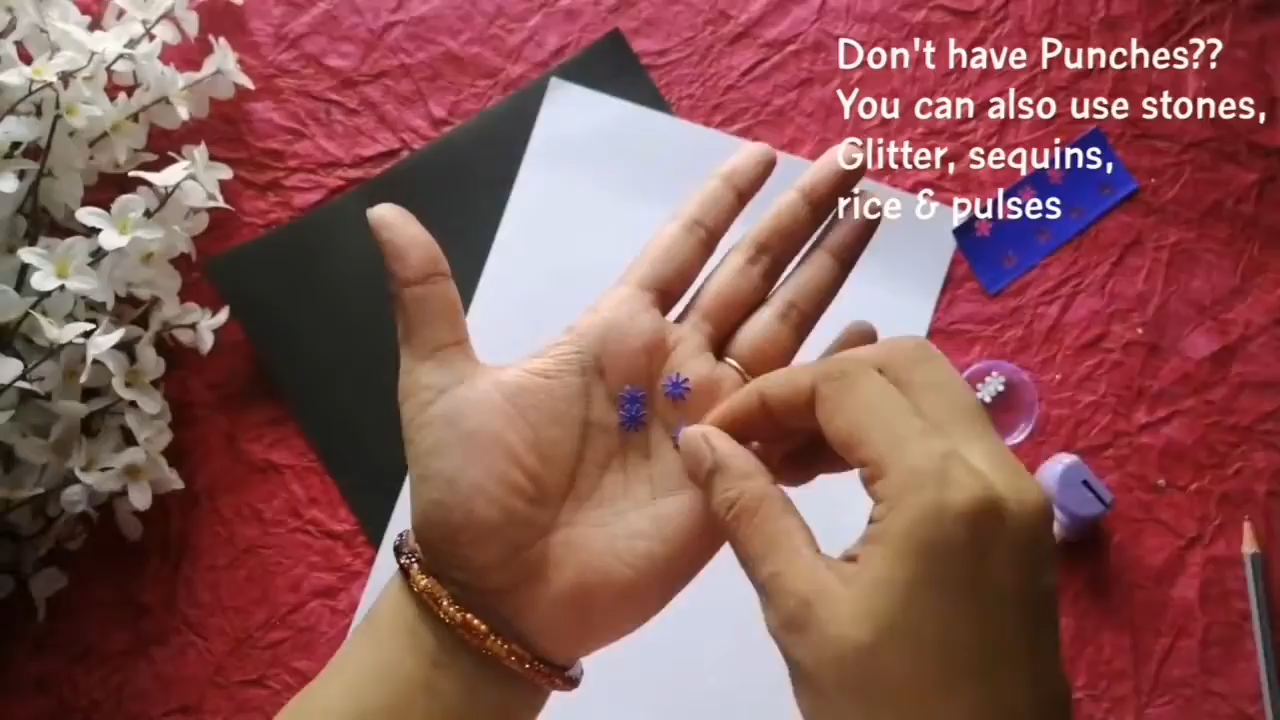 Don't have Punches??
You can also use stones,
Glitter, sequins,
rice & pulses